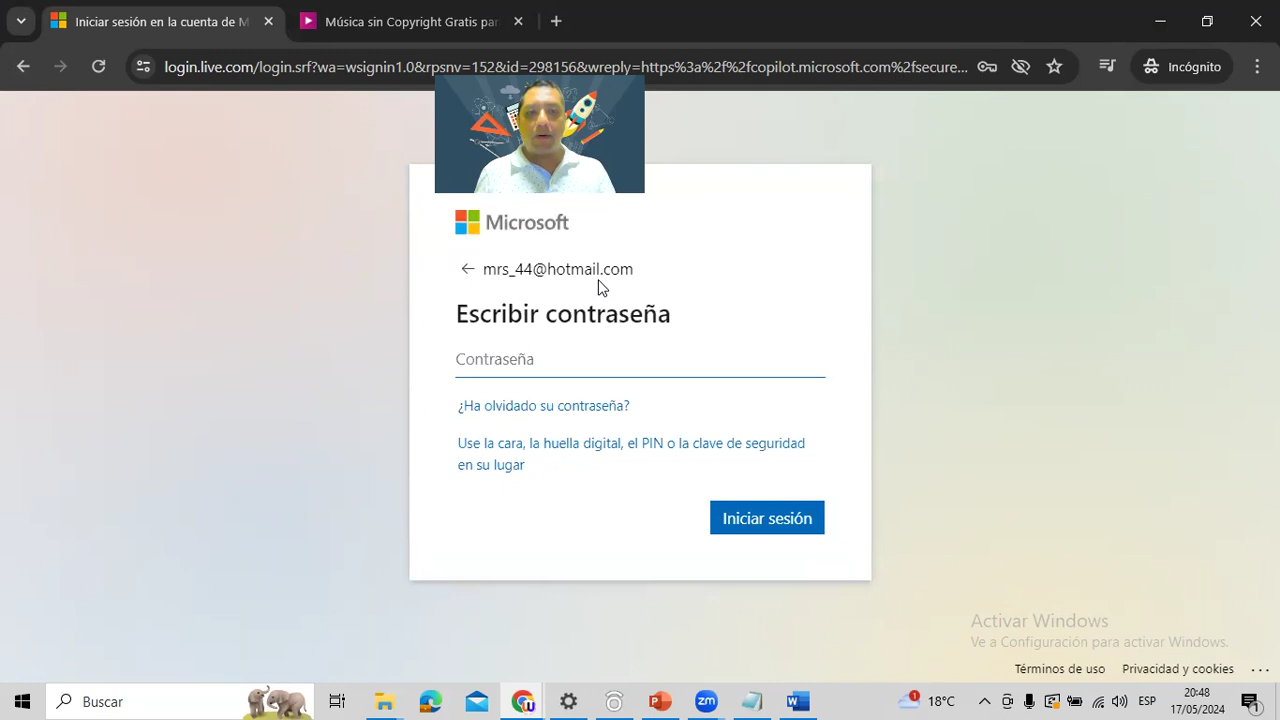 Iniciar sesión en la cuenta de M
Música sin Copyright Gratis par
login.live.com/login.srf?wa=wsignin1.0&rpsnv=152&id=298156&wreply=https%3a%2f%2fcopilot.microsoft.com%2fsecure...
Incógnito
Microsoft
mrs_44@hotmail.com
Escribir contraseña
Contraseña
¿Ha olvidado su contraseña?
Use la cara, la huella digital, el PIN o la clave de seguridad
en su lugar
Iniciar sesión
Activar Windows
Ve a Configuración para activar Windows.
Términos de uso Privacidad y cookies ...
Buscar
zm
18°C
ESP
20:48
17/05/2024